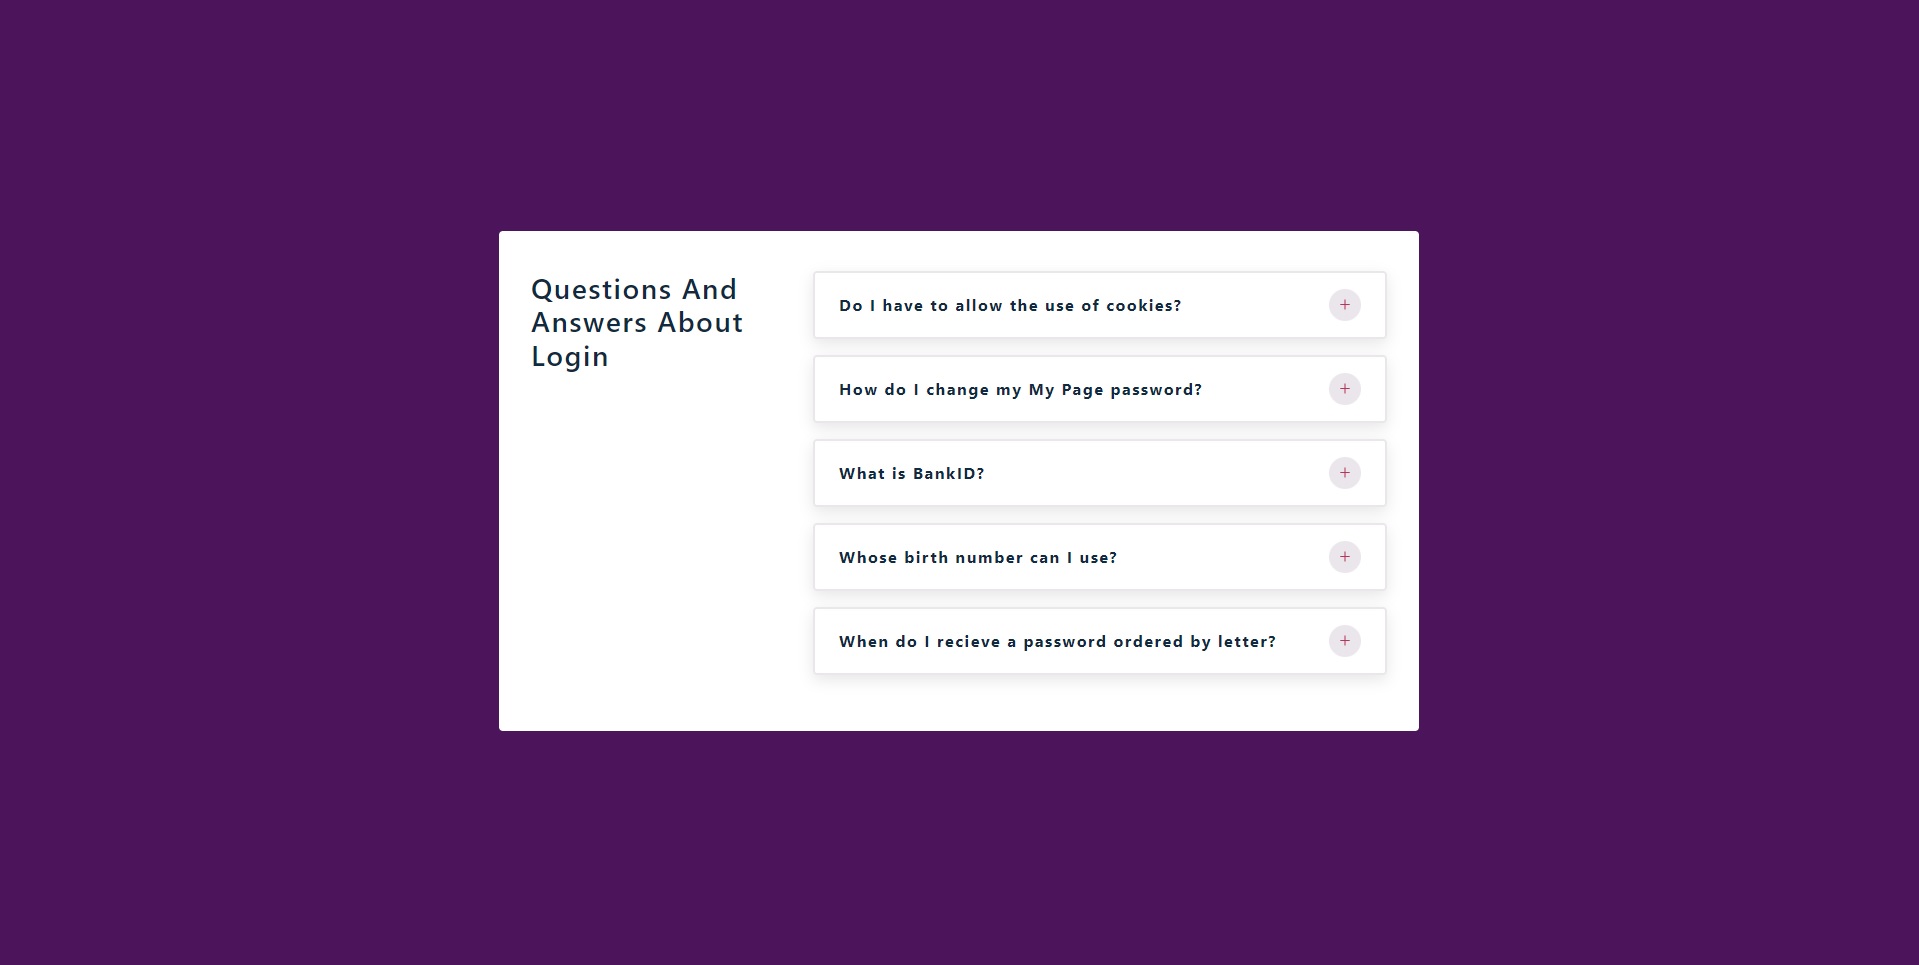 Questions And
Answers About
Login
Do I have to allow the use of cookies?
+
How do I change my My Page password?
+
What is BankID?
+
Whose birth number can I use?
+
When do I recieve a password ordered by letter?
+